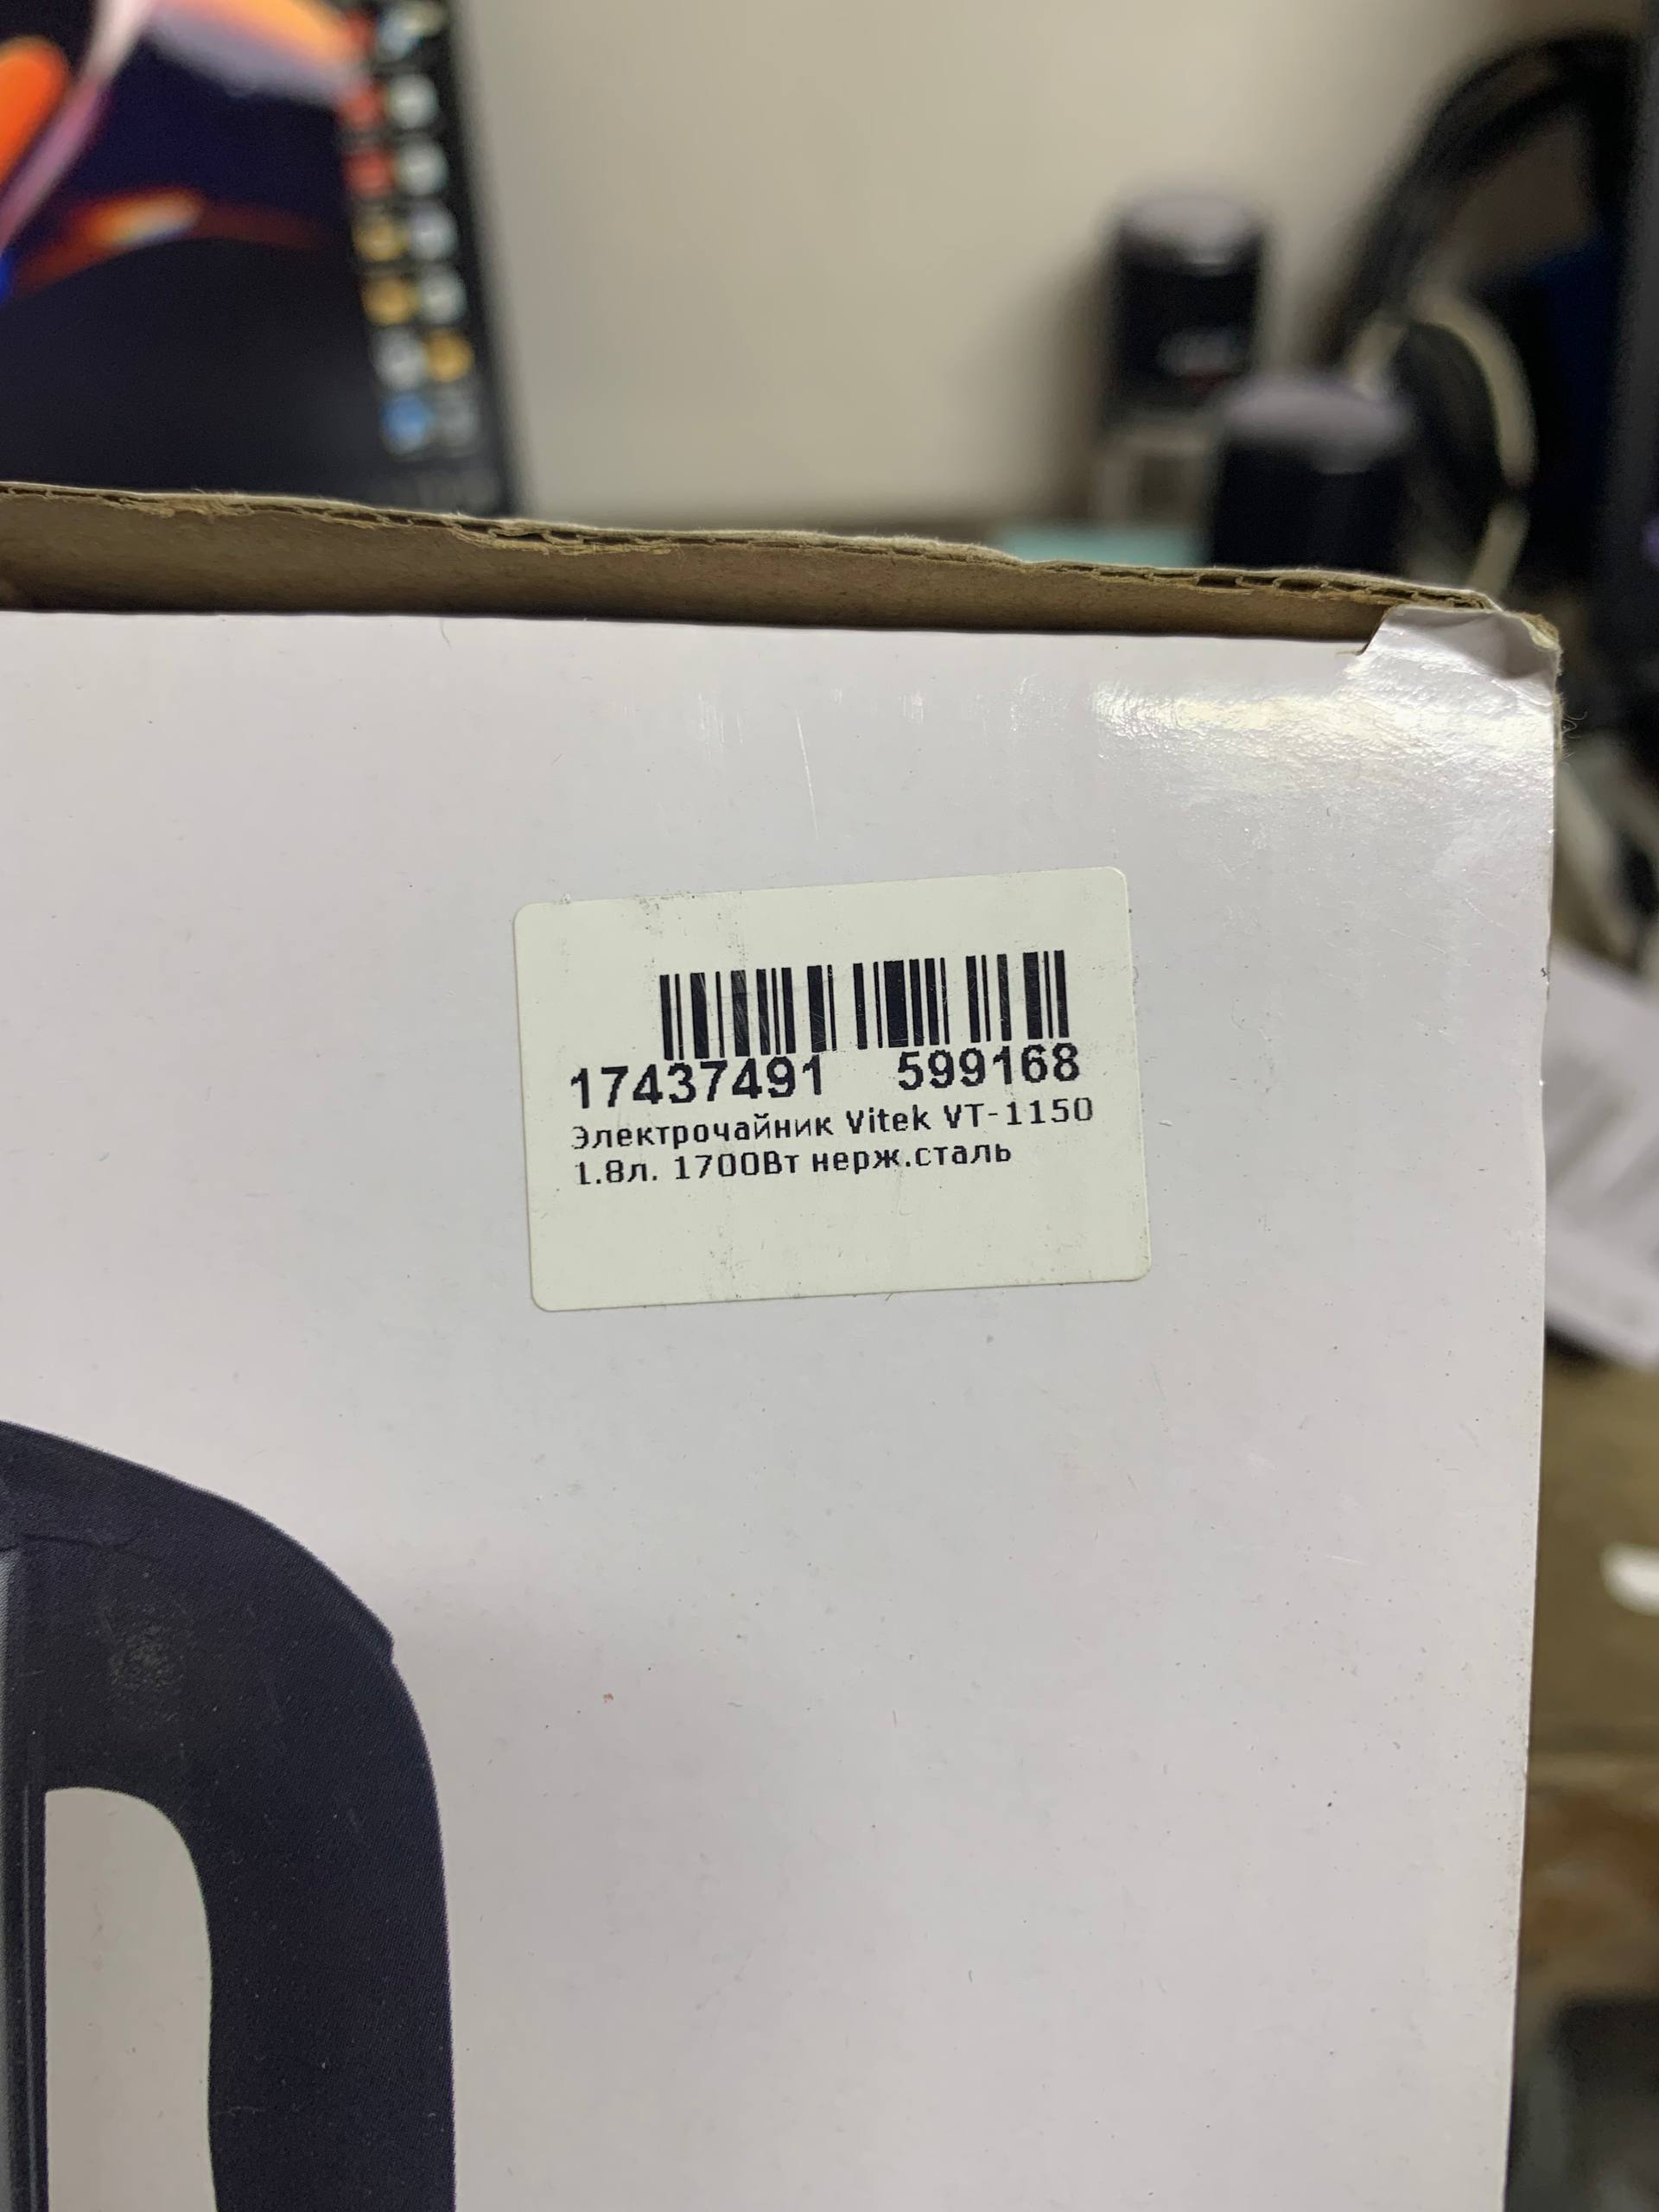 17437491 599168
Электрочайник Vitek VT-1150
1.8л. 1700Вт нерж.сталь